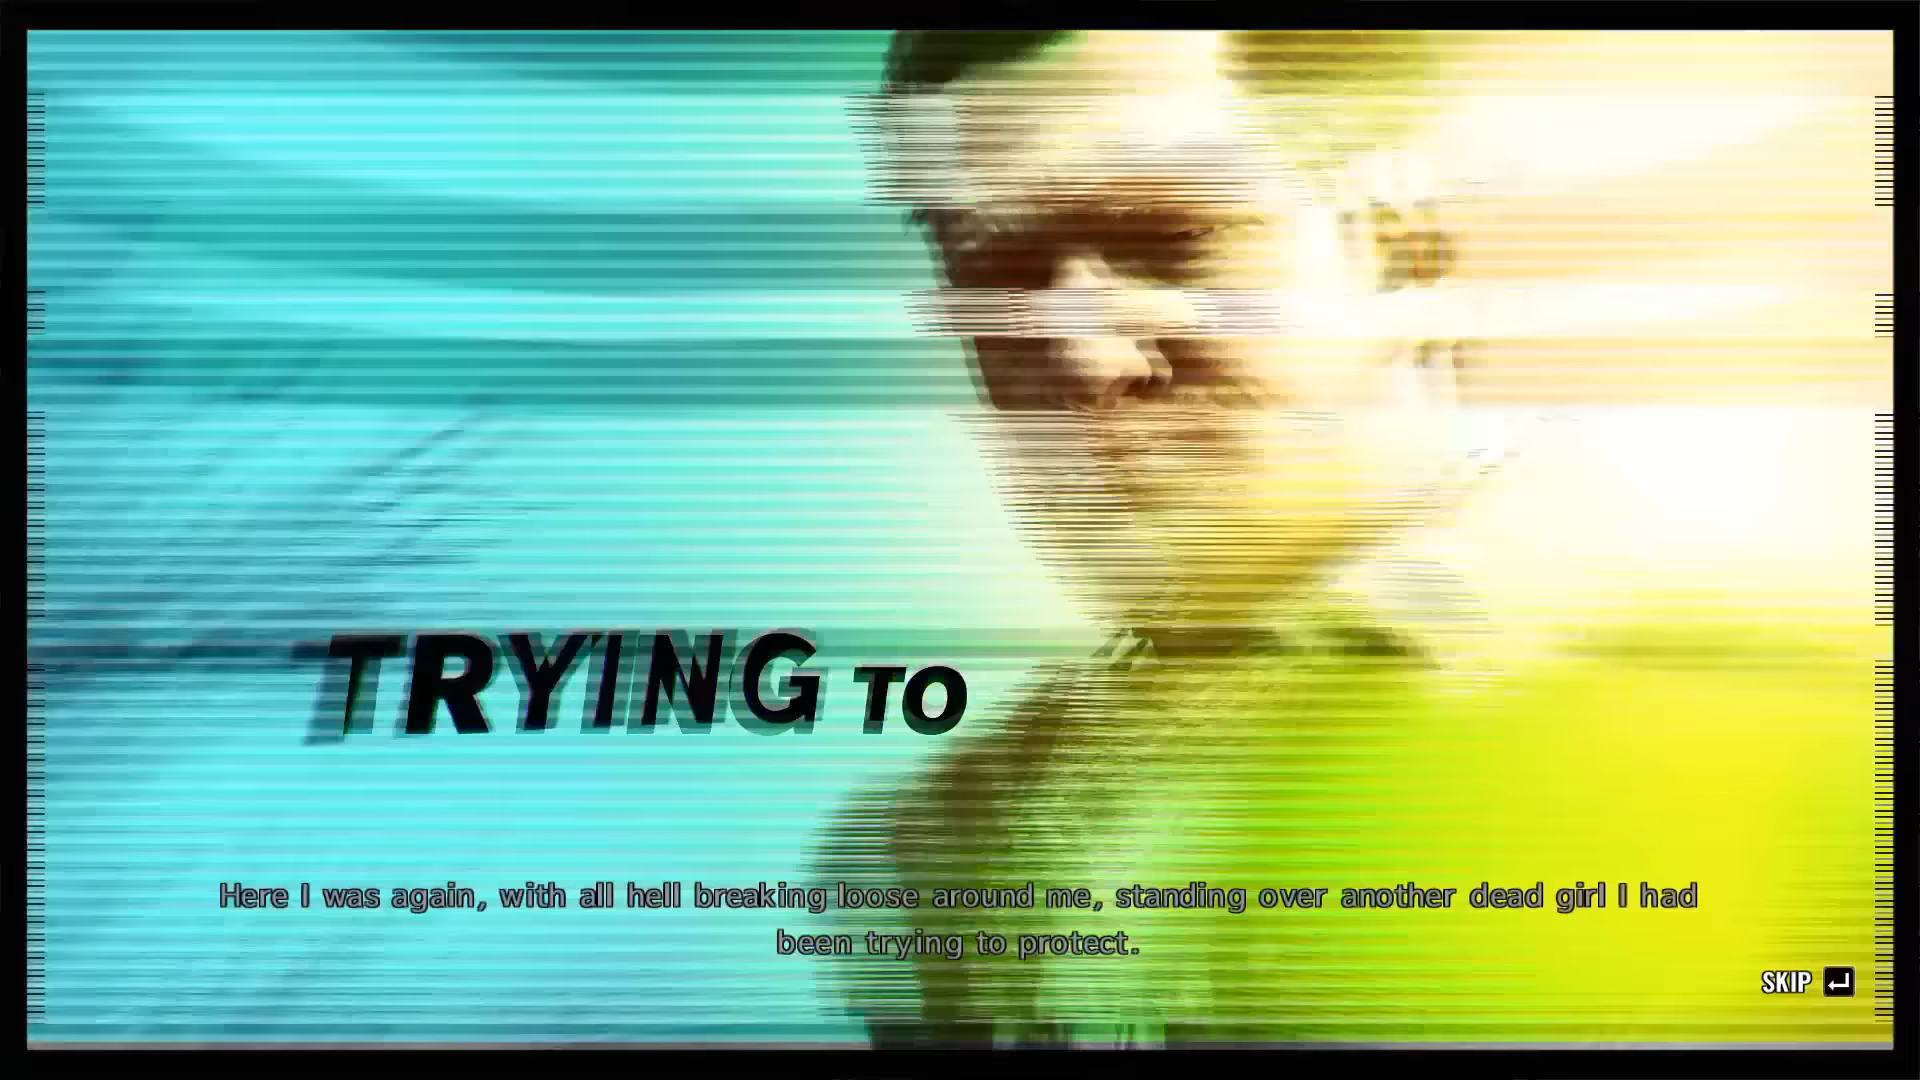 TRYING TO
Here I was again, with all hell breaking loose around me, standing over another dead girl I had
been trying to protect.
SKIP